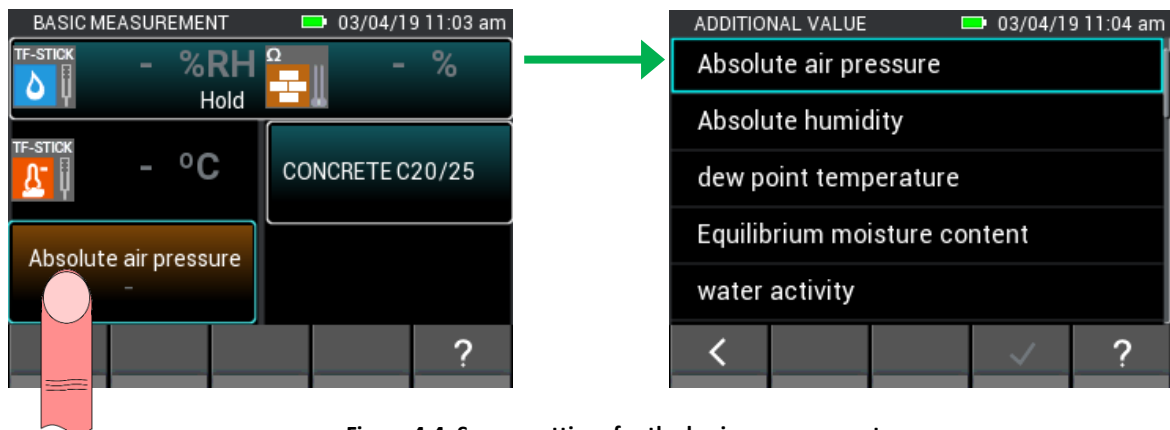 BASIC MEASUREMENT 03/04/19 11:03 am
TF-STICK - %RH Ω - %
Hold
TF-STICK - ºC CONCRETE C20/25
Absolute air pressure
-
?
ADDITIONAL VALUE 03/04/19 11:04 am
Absolute air pressure
Absolute humidity
dew point temperature
Equilibrium moisture content
water activity
?